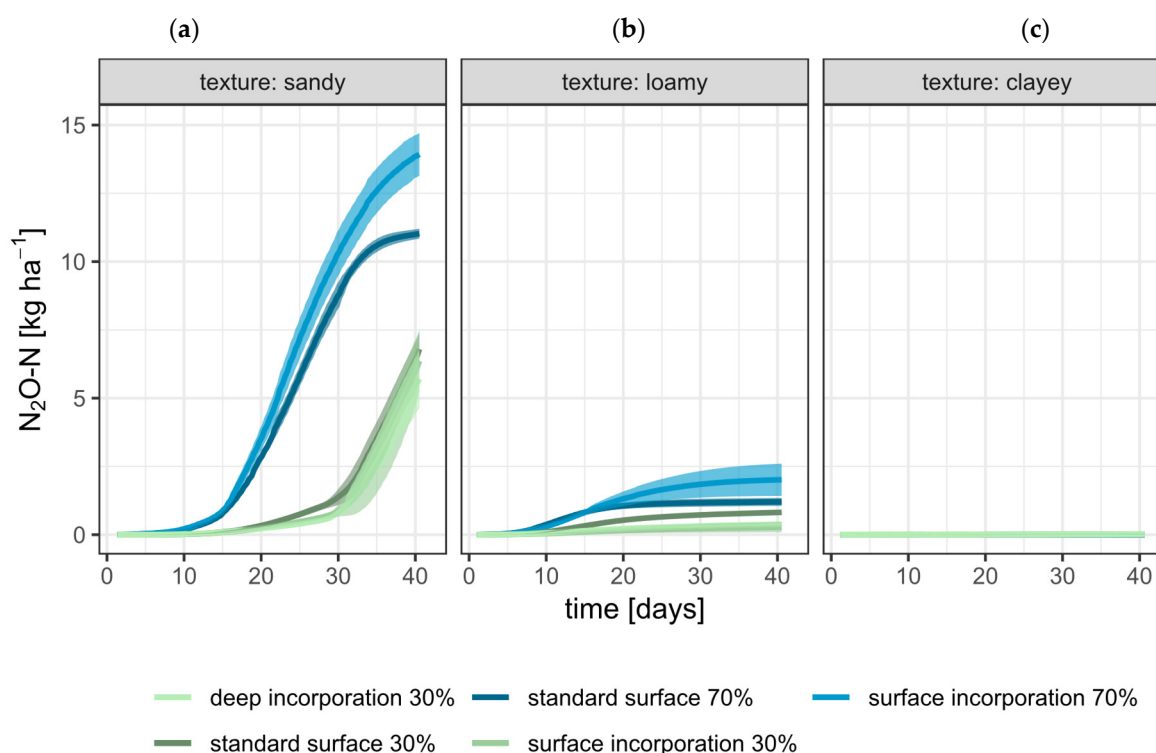 (a) (b) (c)
texture: sandy texture: loamy texture: clayey
15
10
5
0
N₂O-N [kg ha⁻¹]
0 10 20 30 40 0 10 20 30 40 0 10 20 30 40
time [days]
deep incorporation 30% standard surface 70% surface incorporation 70%
standard surface 30% surface incorporation 30%